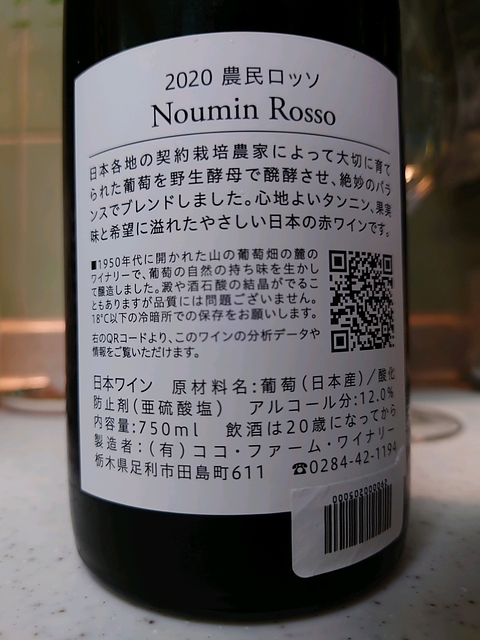 2020 農民ロッソ
Noumin Rosso
日本各地の契約栽培農家によって大切に育て
られた葡萄を野生酵母で醗酵させ、絶妙のバラ
ンスでブレンドしました。心地よいタンニン、果実
味と希望に溢れたやさしい日本の赤ワインです。
■1950年代に開かれた山の葡萄畑の麓の
ワイナリーで、葡萄の自然の持ち味を生かし
て醸造しました。澱や酒石酸の結晶がでるこ
ともありますが品質には問題ございません。
18℃以下の冷暗所での保存をお願いします。
右のQRコードより、このワインの分析データや
情報をご覧いただけます。
日本ワイン 原材料名:葡萄(日本産)/酸化
防止剤(亜硫酸塩) アルコール分:12.0%
内容量:750ml 飲酒は20歳になってから
製造者:(有)ココ・ファーム・ワイナリー
栃木県足利市田島町611 ☎0284-42-1194